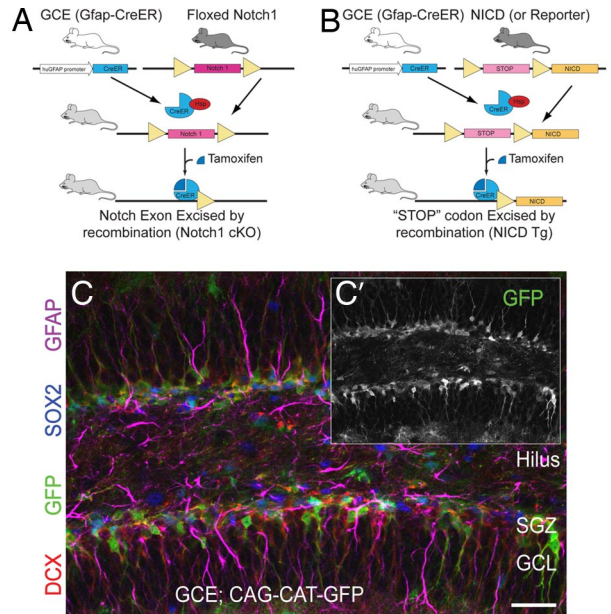 A
GCE (Gfap-CreER) Floxed Notch1
huGFAP promoter CreER Notch 1
CreER Hsp
Notch 1
Tamoxifen
CreER
Notch Exon Excised by
recombination (Notch1 cKO)
B
GCE (Gfap-CreER) NICD (or Reporter)
huGFAP promoter CreER STOP NICD
CreER Hsp
STOP NICD
Tamoxifen
CreER NICD
“STOP” codon Excised by
recombination (NICD Tg)
C
C′
GFP
GFAP
SOX2
GFP
DCX
Hilus
SGZ
GCL
GCE; CAG-CAT-GFP